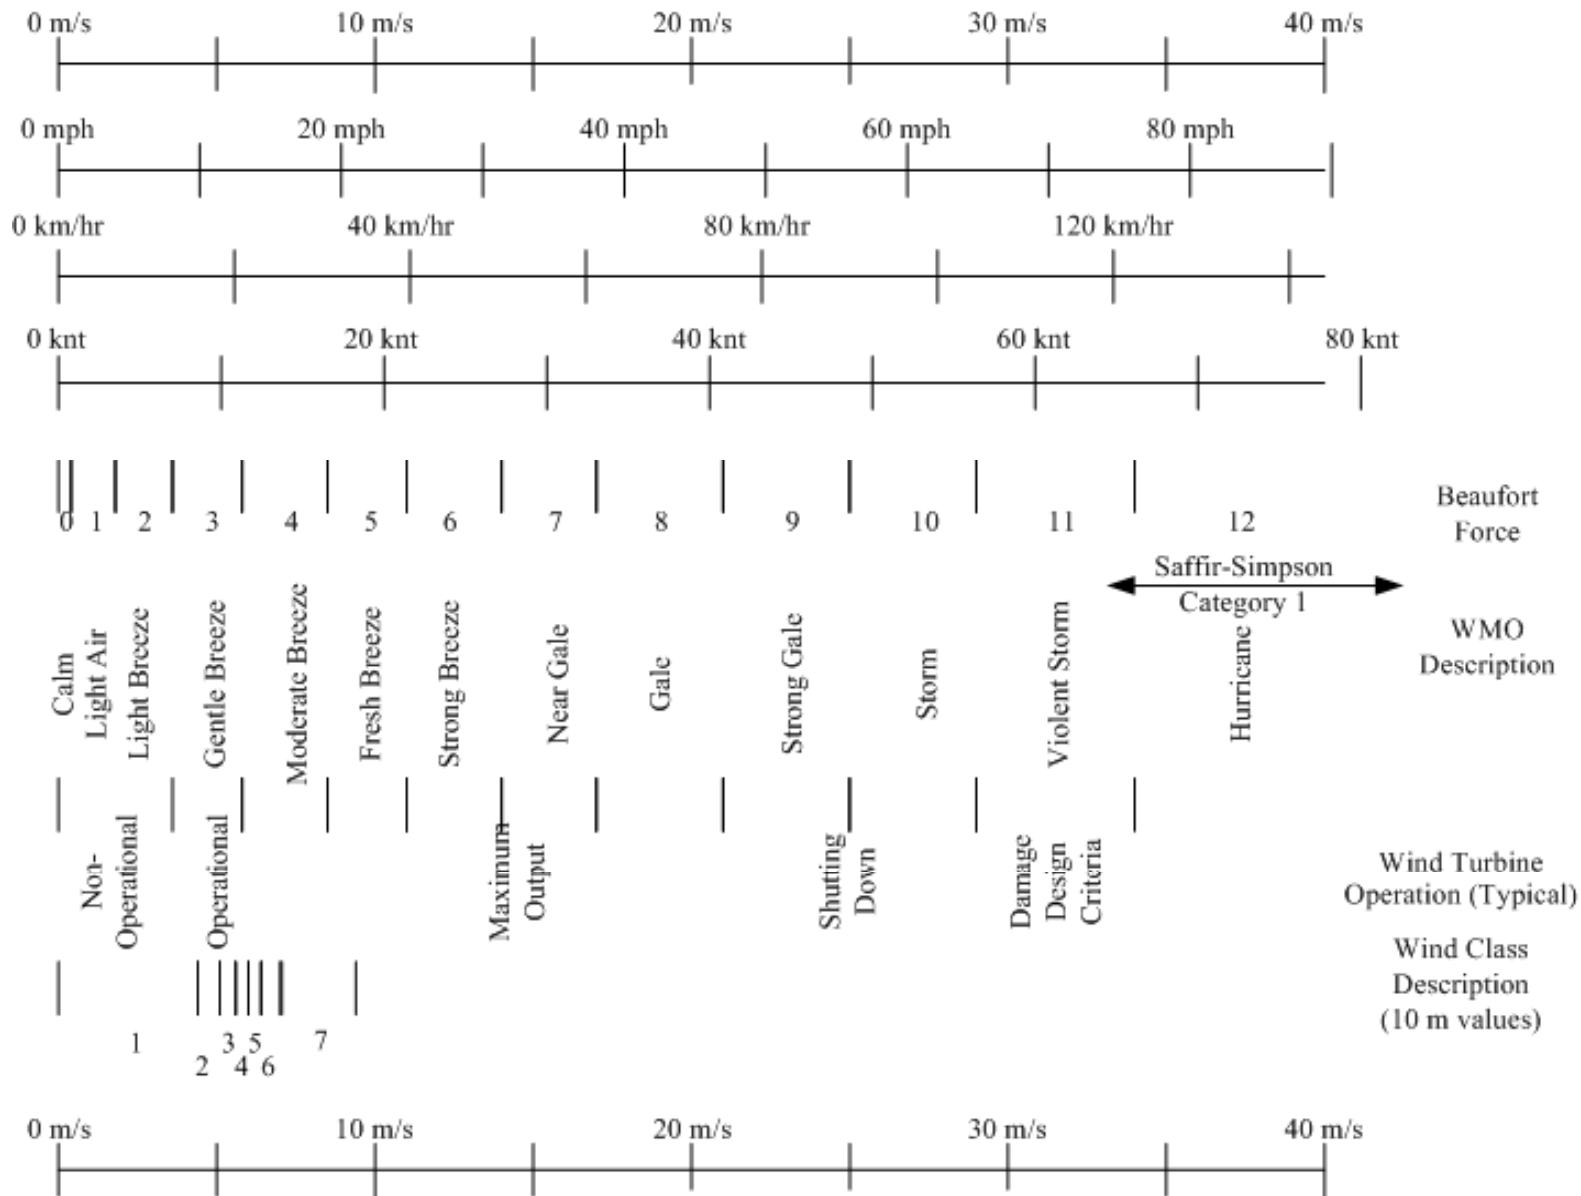 0 m/s 10 m/s 20 m/s 30 m/s 40 m/s
0 mph 20 mph 40 mph 60 mph 80 mph
0 km/hr 40 km/hr 80 km/hr 120 km/hr
0 knt 20 knt 40 knt 60 knt 80 knt
0 1 2 3 4 5 6 7 8 9 10 11 12
Beaufort
Force
Saffir-Simpson
Category 1
Calm
Light Air
Light Breeze
Gentle Breeze
Moderate Breeze
Fresh Breeze
Strong Breeze
Near Gale
Gale
Strong Gale
Storm
Violent Storm
Hurricane
WMO
Description
Non-
Operational
Operational
Maximum
Output
Shutting
Down
Damage
Design
Criteria
Wind Turbine
Operation (Typical)
Wind Class
Description
(10 m values)
1 3 5 7
2 4 6
0 m/s 10 m/s 20 m/s 30 m/s 40 m/s